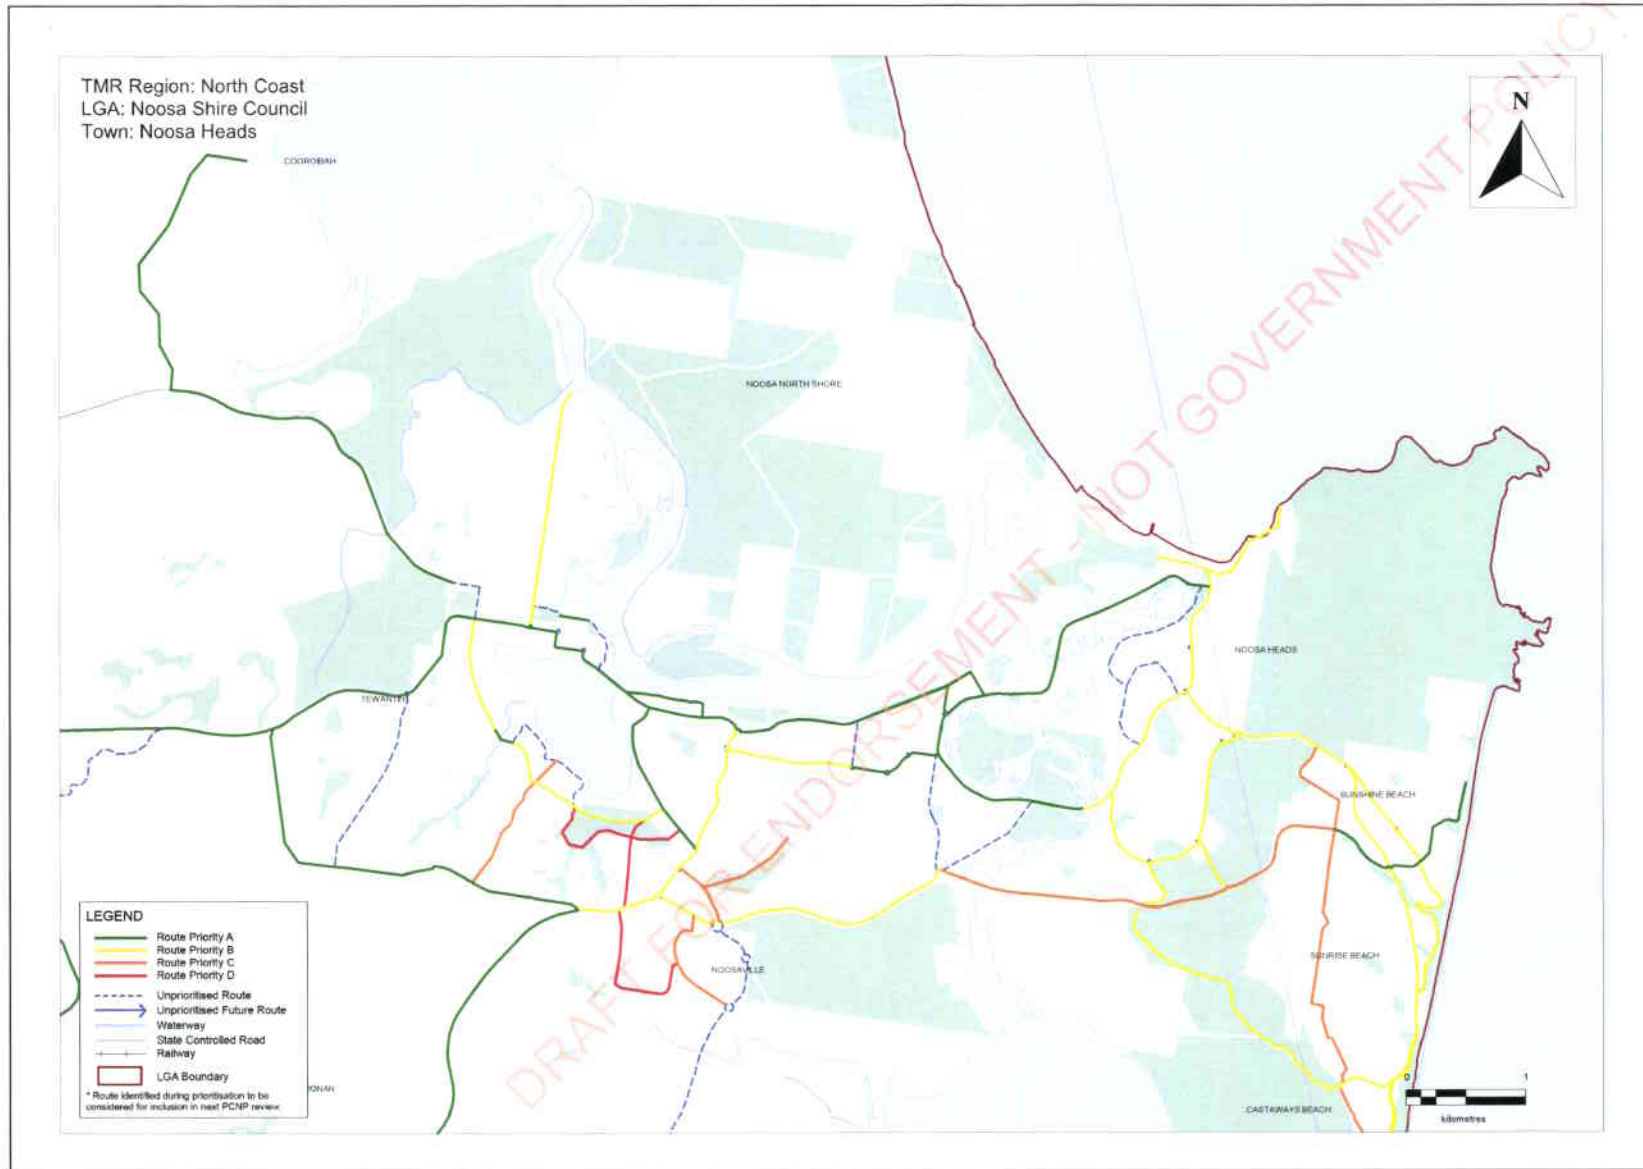 TMR Region: North Coast
LGA: Noosa Shire Council
Town: Noosa Heads
N
COOROIBAH
NOOSA NORTH SHORE
NOOSA HEADS
TEWANTIN
SUNSHINE BEACH
SUNRISE BEACH
NOOSAVILLE
CASTAWAYS BEACH
DRAFT FOR ENDORSEMENT - NOT GOVERNMENT POLICY
LEGEND
Route Priority A
Route Priority B
Route Priority C
Route Priority D
Unprioritised Route
Unprioritised Future Route
Waterway
State Controlled Road
Railway
LGA Boundary
* Route identified during prioritisation to be
considered for inclusion in next PCNP review
0 1
kilometres